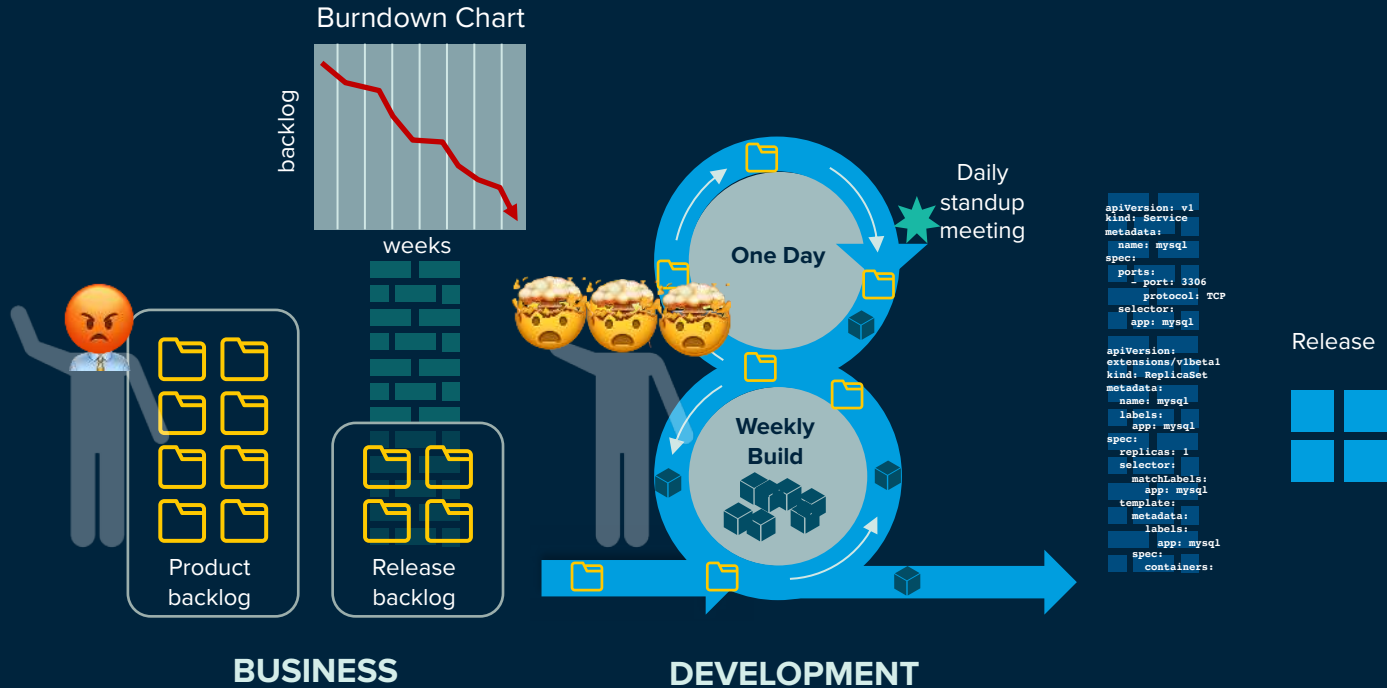 Burndown Chart
backlog
weeks
Product
backlog
Release
backlog
BUSINESS
One Day
Daily
standup
meeting
Weekly
Build
DEVELOPMENT
apiVersion: v1
kind: Service
metadata:
  name: mysql
spec:
  ports:
    - port: 3306
      protocol: TCP
  selector:
    app: mysql
apiVersion:
extensions/v1beta1
kind: ReplicaSet
metadata:
  name: mysql
  labels:
    app: mysql
spec:
  replicas: 1
  selector:
    matchLabels:
      app: mysql
  template:
    metadata:
      labels:
        app: mysql
    spec:
      containers:
Release